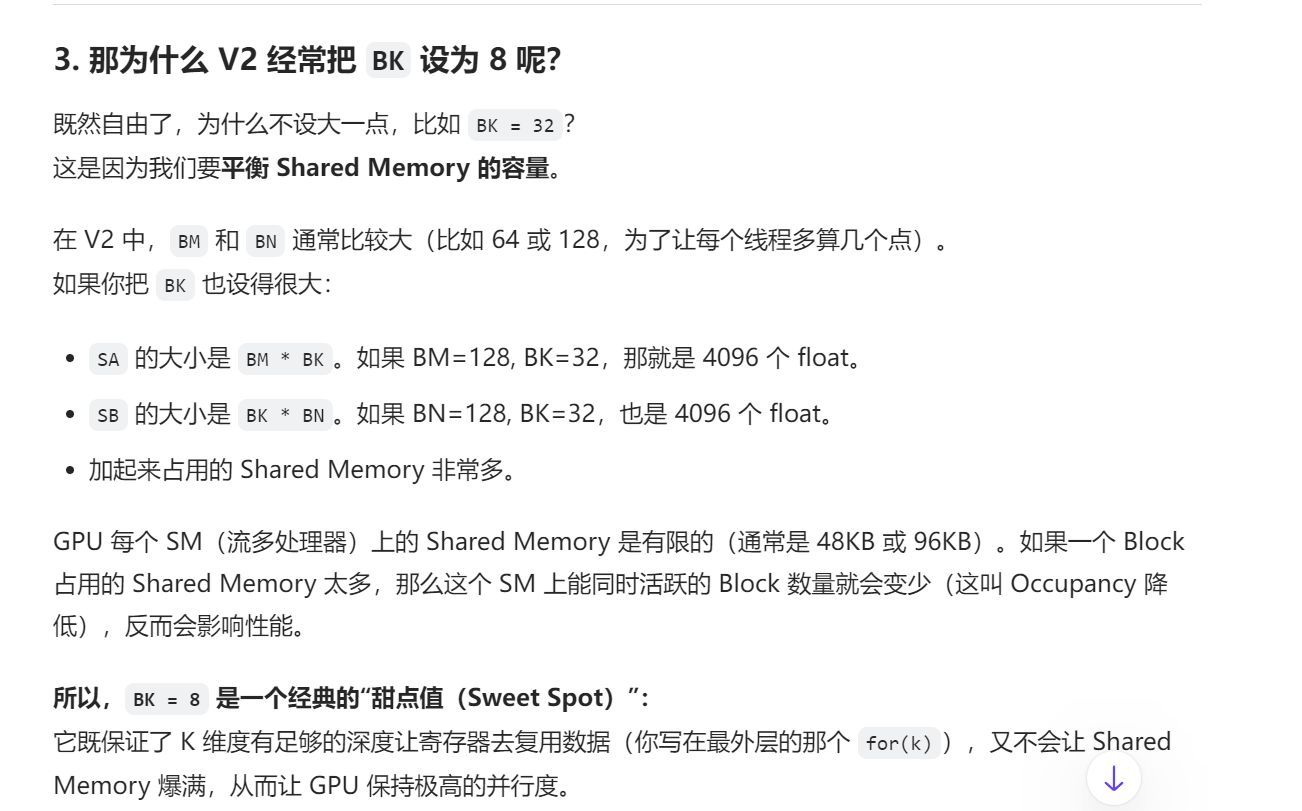 3. 那为什么 V2 经常把 BK 设为 8 呢？
既然自由了，为什么不设大一点，比如 BK = 32？
这是因为我们要平衡 Shared Memory 的容量。
在 V2 中，BM 和 BN 通常比较大（比如 64 或 128，为了让每个线程多算几个点）。
如果你把 BK 也设得很大：
• SA 的大小是 BM * BK。如果 BM=128, BK=32，那就是 4096 个 float。
• SB 的大小是 BK * BN。如果 BN=128, BK=32，也是 4096 个 float。
• 加起来占用的 Shared Memory 非常多。
GPU 每个 SM（流多处理器）上的 Shared Memory 是有限的（通常是 48KB 或 96KB）。如果一个 Block
占用的 Shared Memory 太多，那么这个 SM 上能同时活跃的 Block 数量就会变少（这叫 Occupancy 降
低），反而会影响性能。
所以，BK = 8 是一个经典的“甜点值（Sweet Spot）”：
它既保证了 K 维度有足够的深度让寄存器去复用数据（你写在最外层的那个 for(k)），又不会让 Shared
Memory 爆满，从而让 GPU 保持极高的并行度。